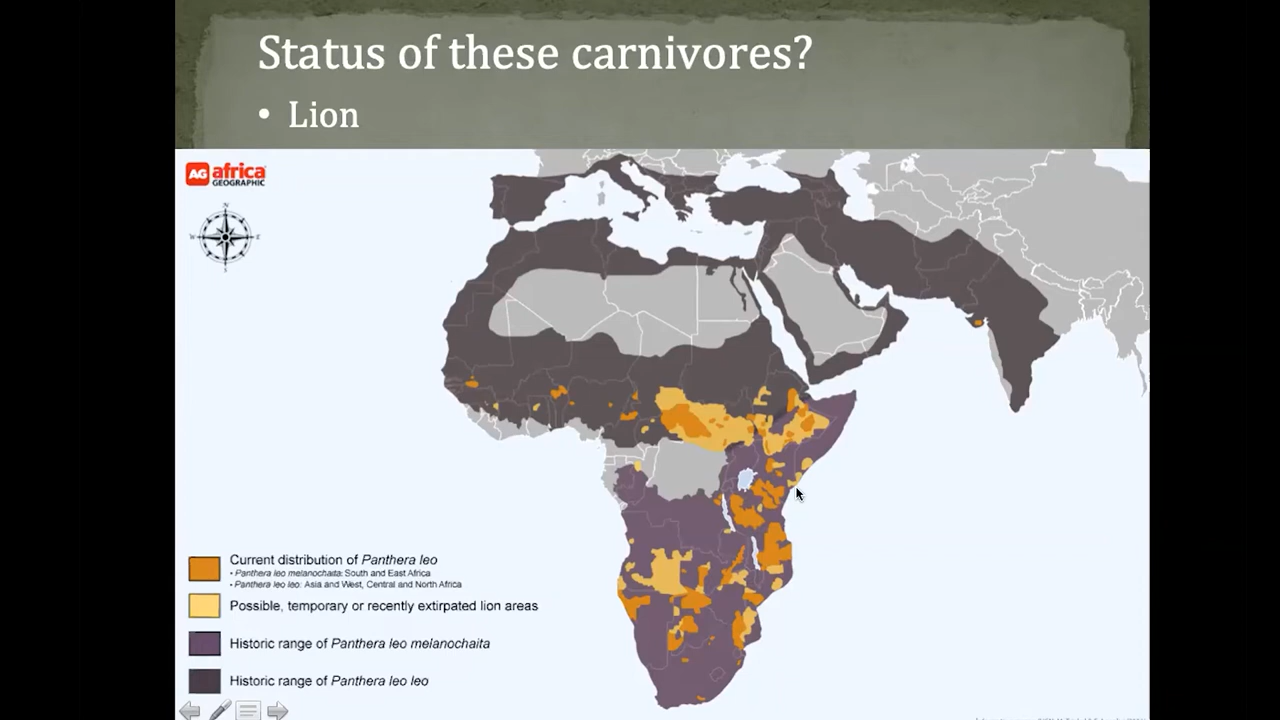 Status of these carnivores?
• Lion
AG africa
GEOGRAPHIC
N
W
E
S
Current distribution of Panthera leo
• Panthera leo melanochaita: South and East Africa
• Panthera leo leo: Asia and West, Central and North Africa
Possible, temporary or recently extirpated lion areas
Historic range of Panthera leo melanochaita
Historic range of Panthera leo leo